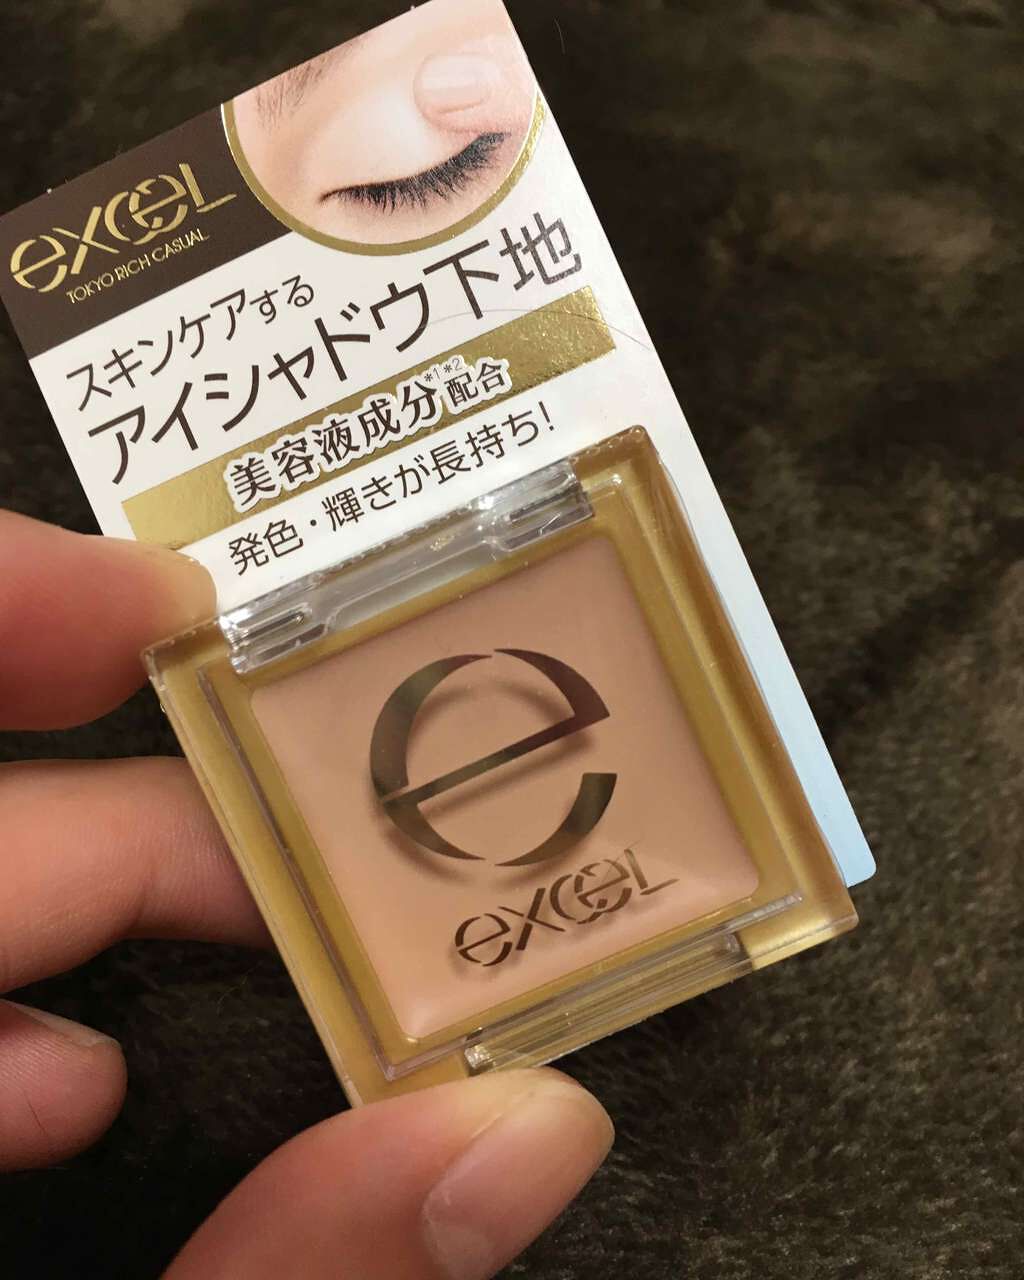 excel
TOKYO RICH CASUAL
スキンケアする
アイシャドウ下地
美容液成分*1*2配合
発色・輝きが長持ち!
e
excel